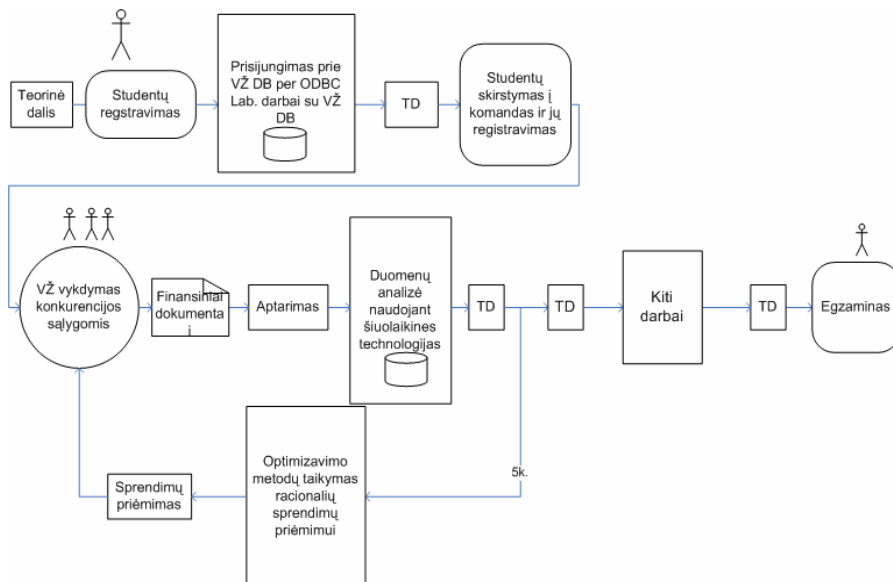 Teorinė
dalis
Studentų
regstravimas
Prisijungimas prie
VŽ DB per ODBC
Lab. darbai su VŽ
DB
TD
Studentų
skirstymas į
komandas ir jų
registravimas
VŽ vykdymas
konkurencijos
sąlygomis
Finansiniai
dokumenta
i
Aptarimas
Duomenų
analizė
naudojant
šiuolaikines
technologijas
TD
TD
Kiti
darbai
TD
Egzaminas
5k.
Optimizavimo
metodų taikymas
racionalių
sprendimų
priėmimui
Sprendimų
priėmimas